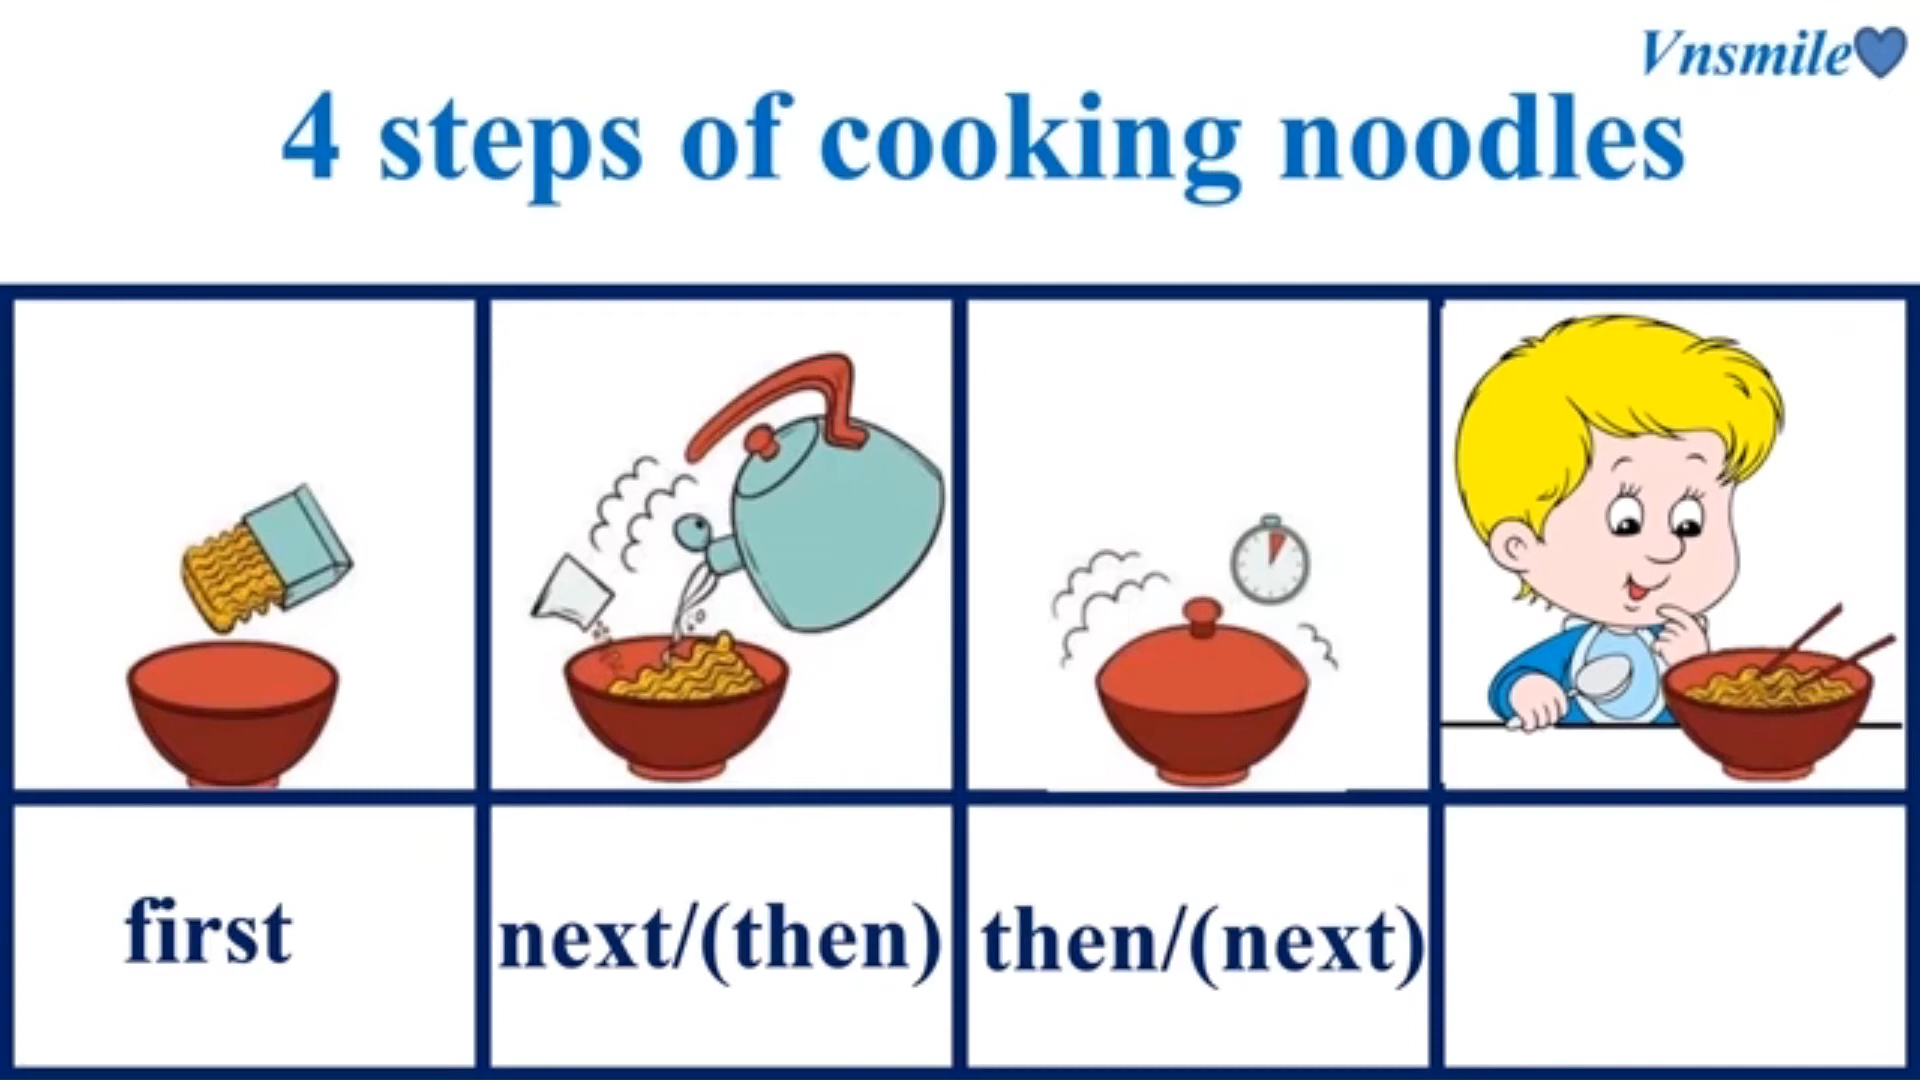 Vnsmile
4 steps of cooking noodles
first
next/(then)
then/(next)